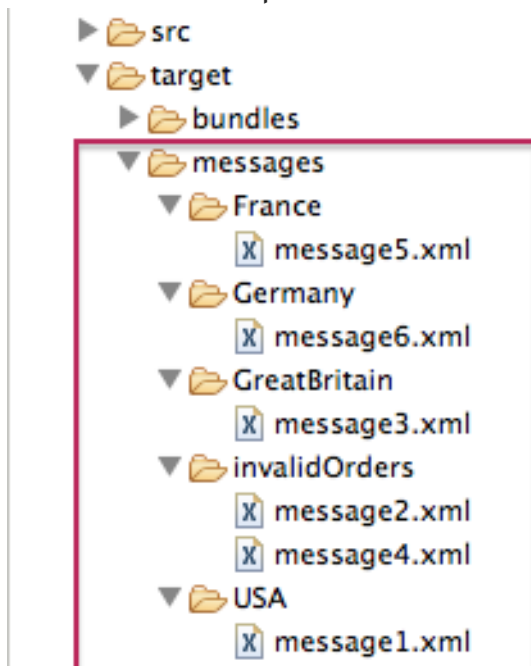 src
target
bundles
messages
France
message5.xml
Germany
message6.xml
GreatBritain
message3.xml
invalidOrders
message2.xml
message4.xml
USA
message1.xml